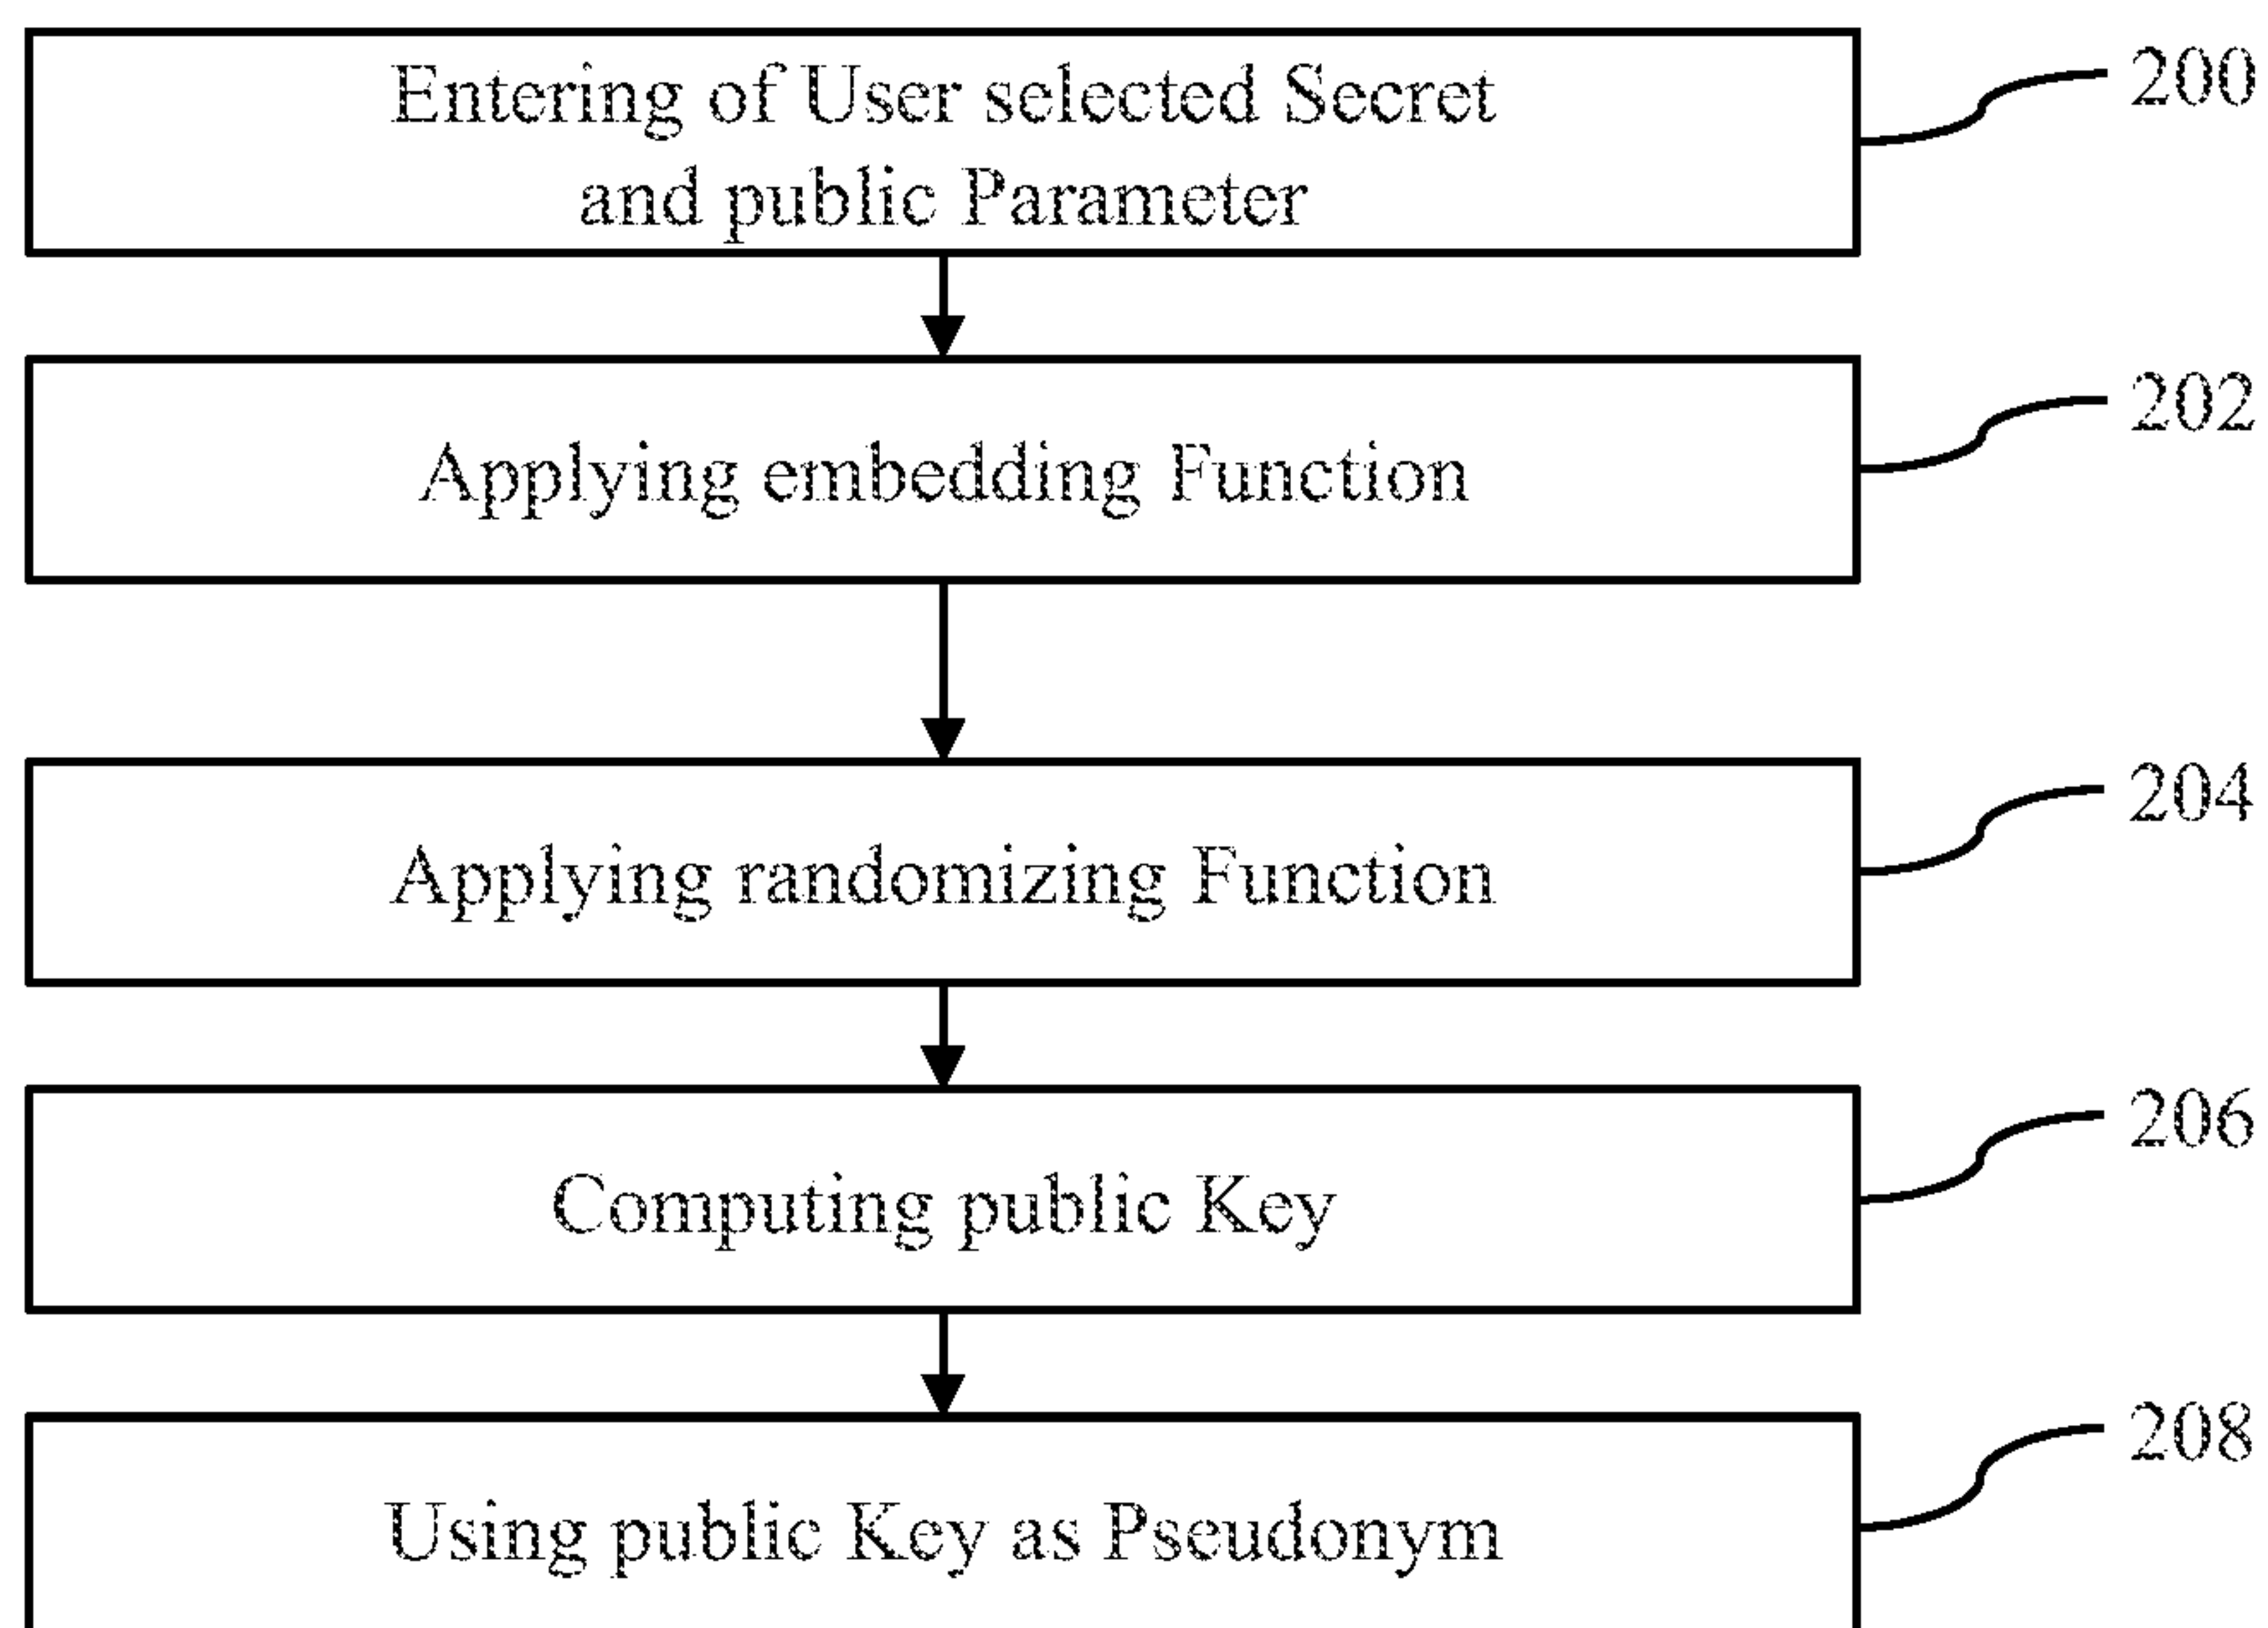 Entering of User selected Secret
and public Parameter
200
Applying embedding Function
202
Applying randomizing Function
204
Computing public Key
206
Using public Key as Pseudonym
208